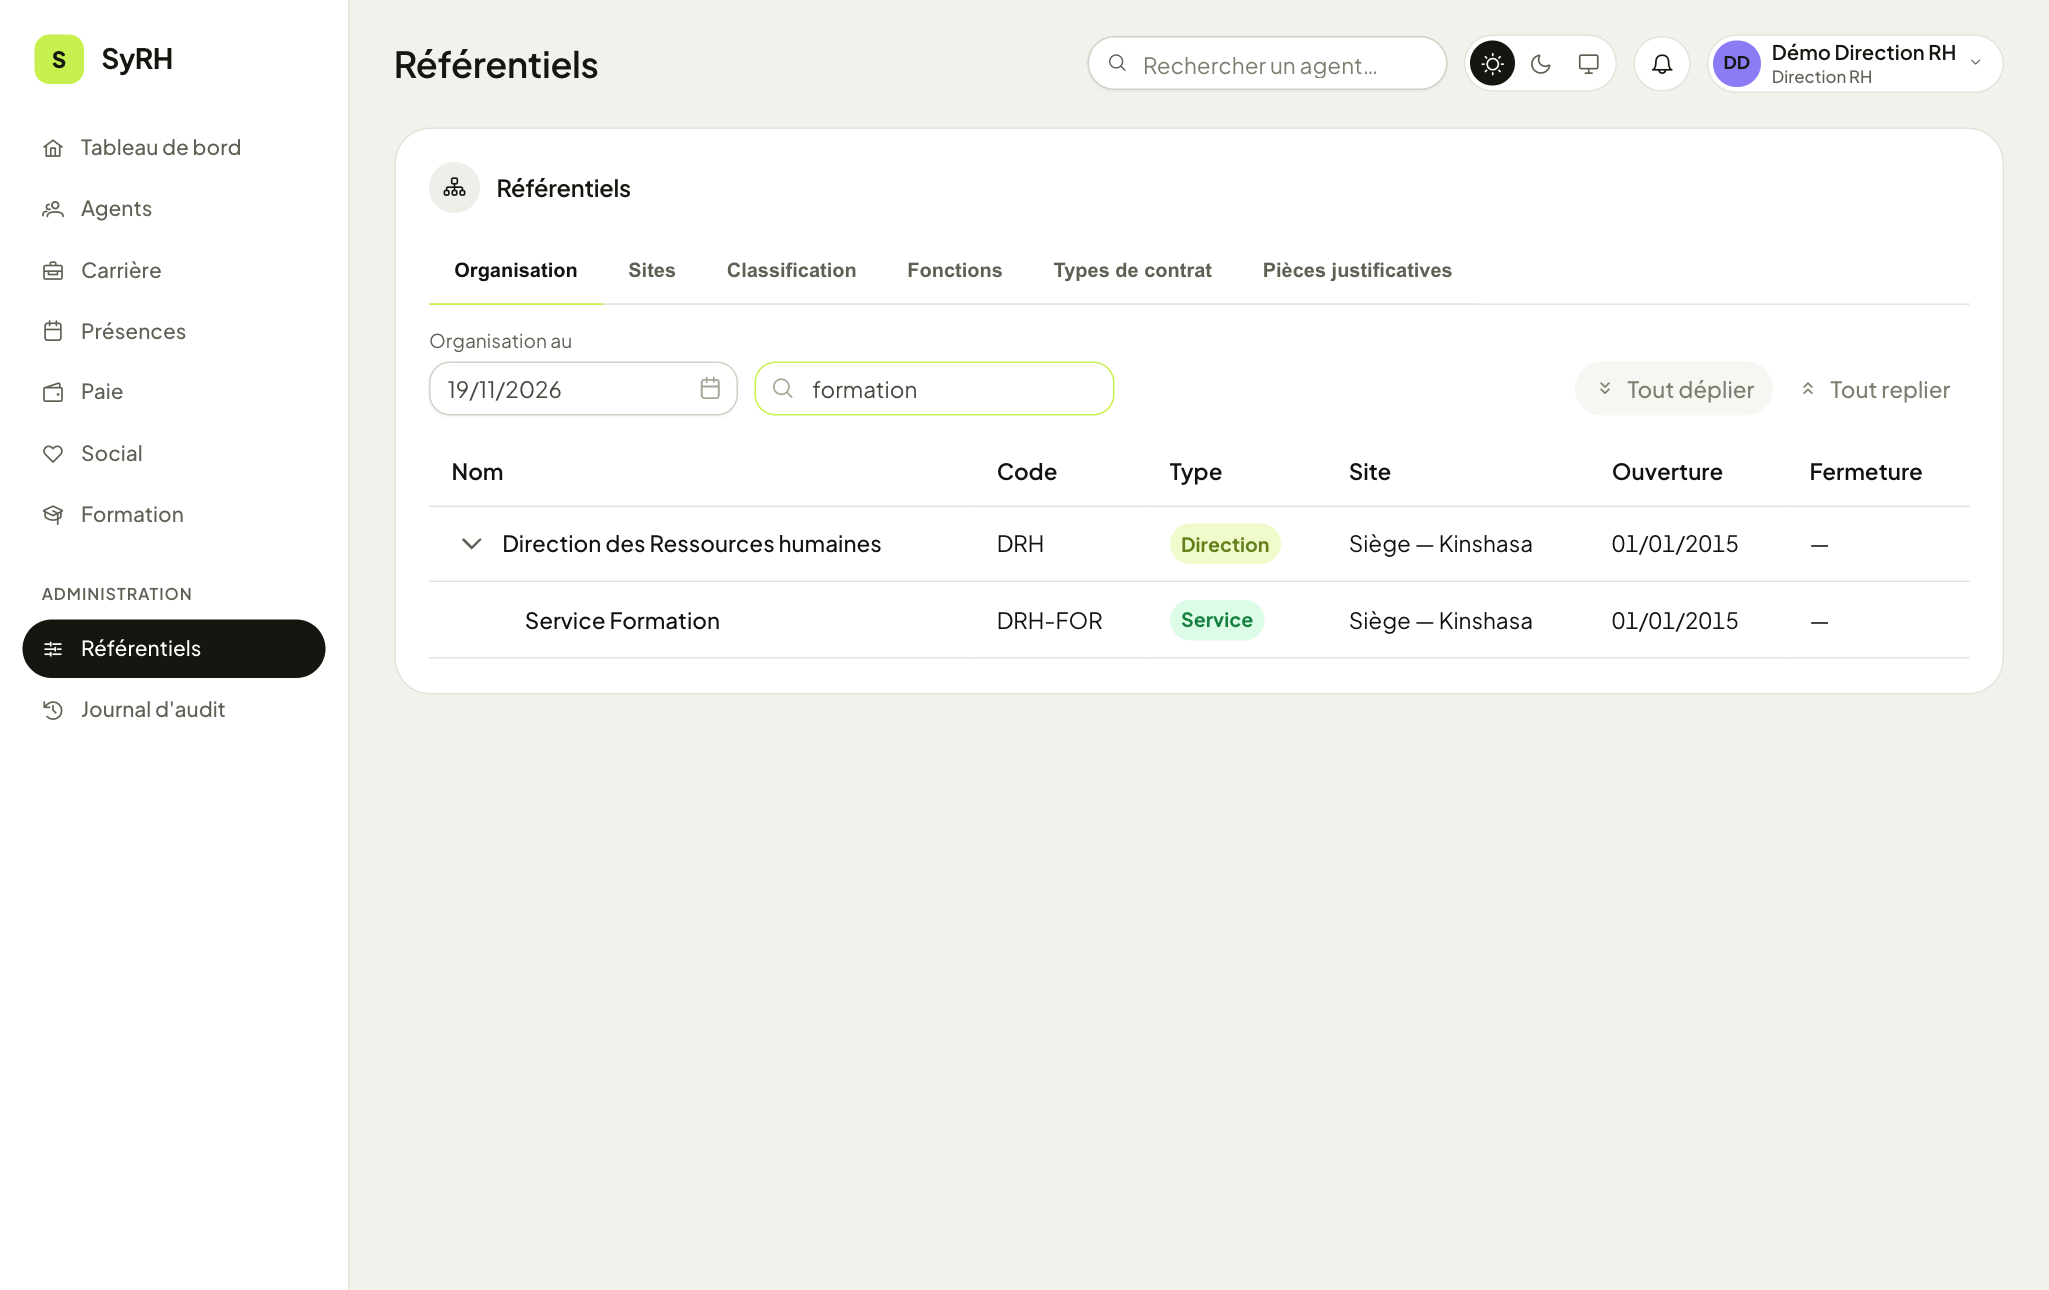 S SyRH
Tableau de bord
Agents
Carrière
Présences
Paie
Social
Formation
ADMINISTRATION
Référentiels
Journal d'audit
Référentiels
Rechercher un agent...
DD
Démo Direction RH
Direction RH
Référentiels
Organisation Sites Classification Fonctions Types de contrat Pièces justificatives
Organisation au
19/11/2026 formation Tout déplier Tout replier
Nom Code Type Site Ouverture Fermeture
Direction des Ressources humaines DRH Direction Siège — Kinshasa 01/01/2015 —
Service Formation DRH-FOR Service Siège — Kinshasa 01/01/2015 —